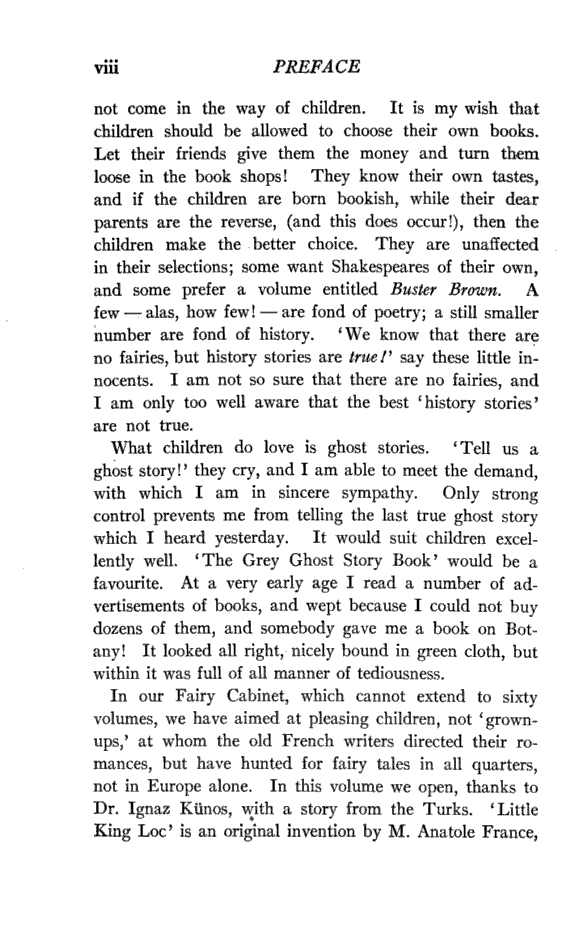 viii PREFACE
not come in the way of children. It is my wish that
children should be allowed to choose their own books.
Let their friends give them the money and turn them
loose in the book shops! They know their own tastes,
and if the children are born bookish, while their dear
parents are the reverse, (and this does occur!), then the
children make the better choice. They are unaffected
in their selections; some want Shakespeares of their own,
and some prefer a volume entitled Buster Brown. A
few — alas, how few! — are fond of poetry; a still smaller
number are fond of history. ‘We know that there are
no fairies, but history stories are true!’ say these little in-
nocents. I am not so sure that there are no fairies, and
I am only too well aware that the best ‘history stories’
are not true.
What children do love is ghost stories. ‘Tell us a
ghost story!’ they cry, and I am able to meet the demand,
with which I am in sincere sympathy. Only strong
control prevents me from telling the last true ghost story
which I heard yesterday. It would suit children excel-
lently well. ‘The Grey Ghost Story Book’ would be a
favourite. At a very early age I read a number of ad-
vertisements of books, and wept because I could not buy
dozens of them, and somebody gave me a book on Bot-
any! It looked all right, nicely bound in green cloth, but
within it was full of all manner of tediousness.
In our Fairy Cabinet, which cannot extend to sixty
volumes, we have aimed at pleasing children, not ‘grown-
ups,’ at whom the old French writers directed their ro-
mances, but have hunted for fairy tales in all quarters,
not in Europe alone. In this volume we open, thanks to
Dr. Ignaz Künos, with a story from the Turks. ‘Little
King Loc’ is an original invention by M. Anatole France,